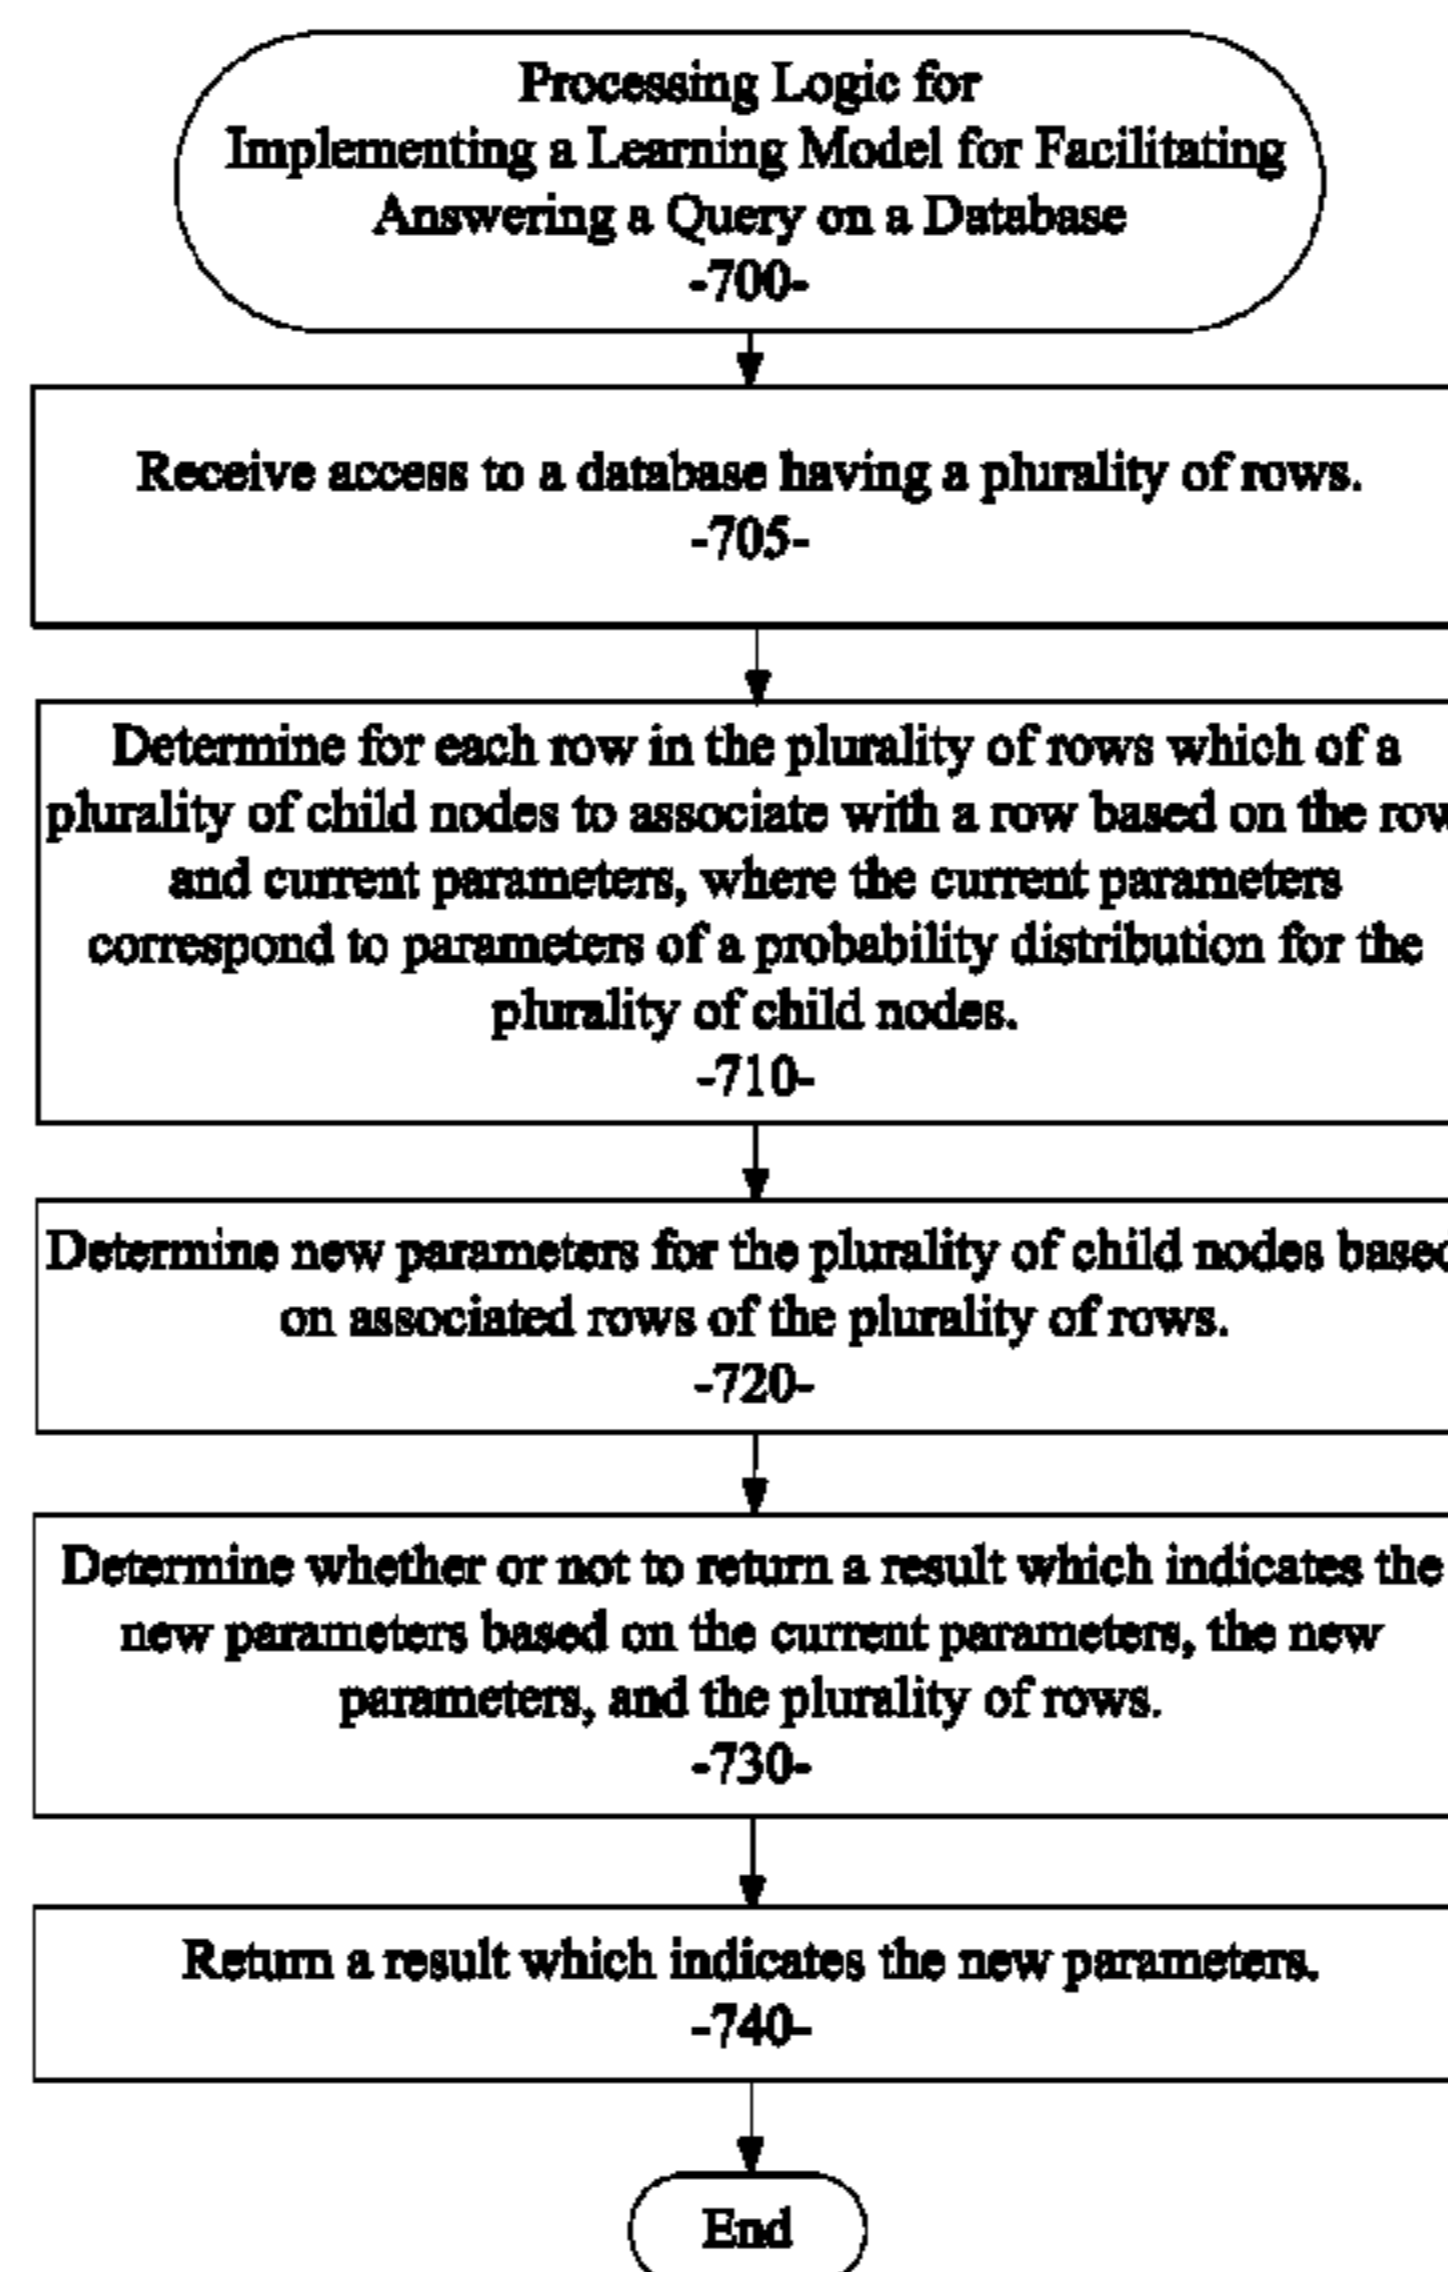 Processing Logic for
Implementing a Learning Model for Facilitating
Answering a Query on a Database
-700-
Receive access to a database having a plurality of rows.
-705-
Determine for each row in the plurality of rows which of a
plurality of child nodes to associate with a row based on the row
and current parameters, where the current parameters
correspond to parameters of a probability distribution for the
plurality of child nodes.
-710-
Determine new parameters for the plurality of child nodes based
on associated rows of the plurality of rows.
-720-
Determine whether or not to return a result which indicates the
new parameters based on the current parameters, the new
parameters, and the plurality of rows.
-730-
Return a result which indicates the new parameters.
-740-
End